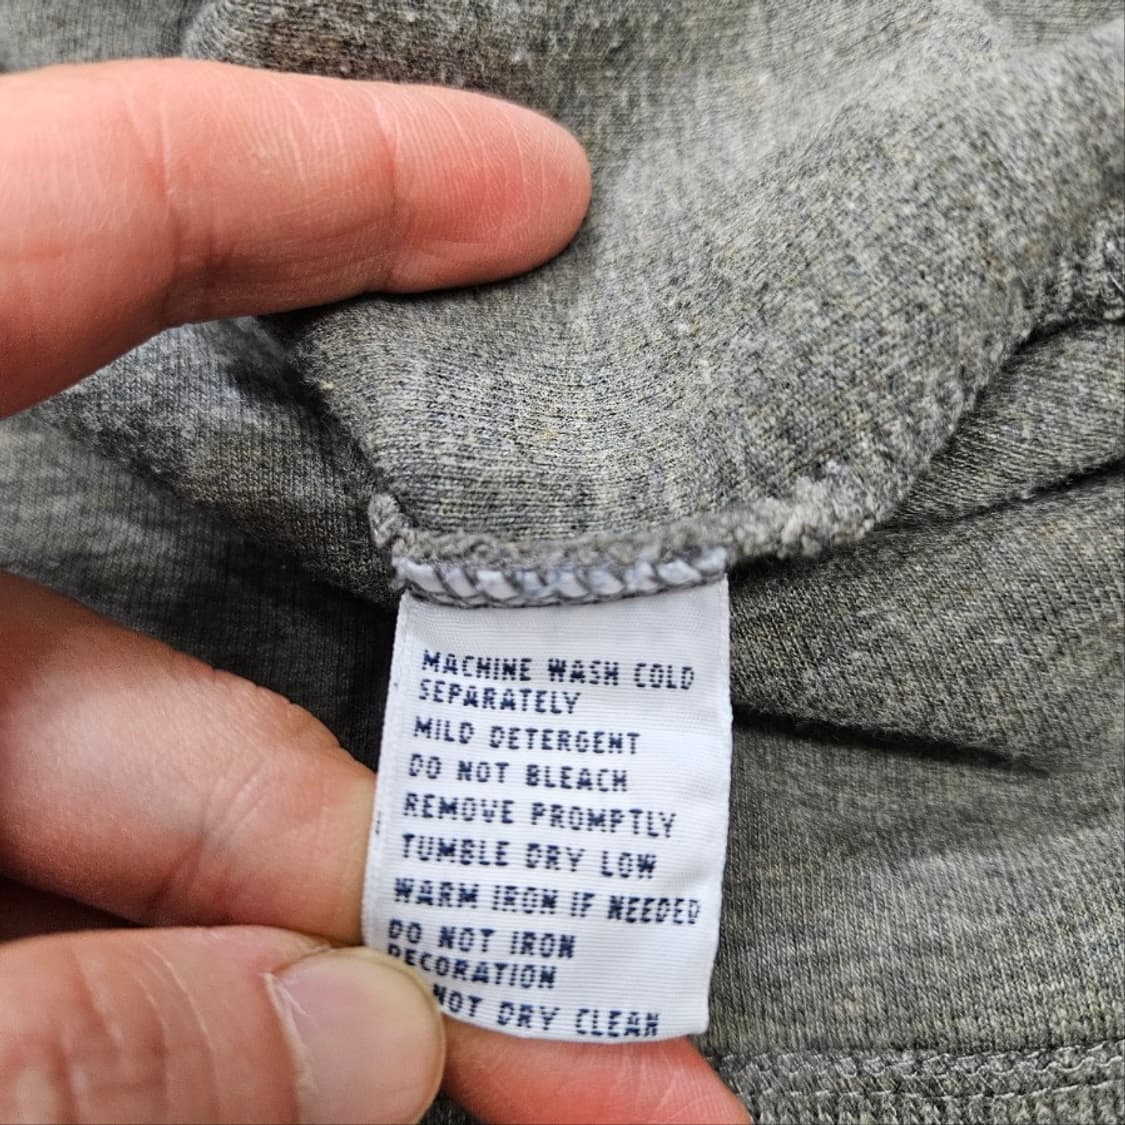 MACHINE WASH COLD
SEPARATELY
MILD DETERGENT
DO NOT BLEACH
REMOVE PROMPTLY
TUMBLE DRY LOW
WARM IRON IF NEEDED
DO NOT IRON
DECORATION
NOT DRY CLEAN